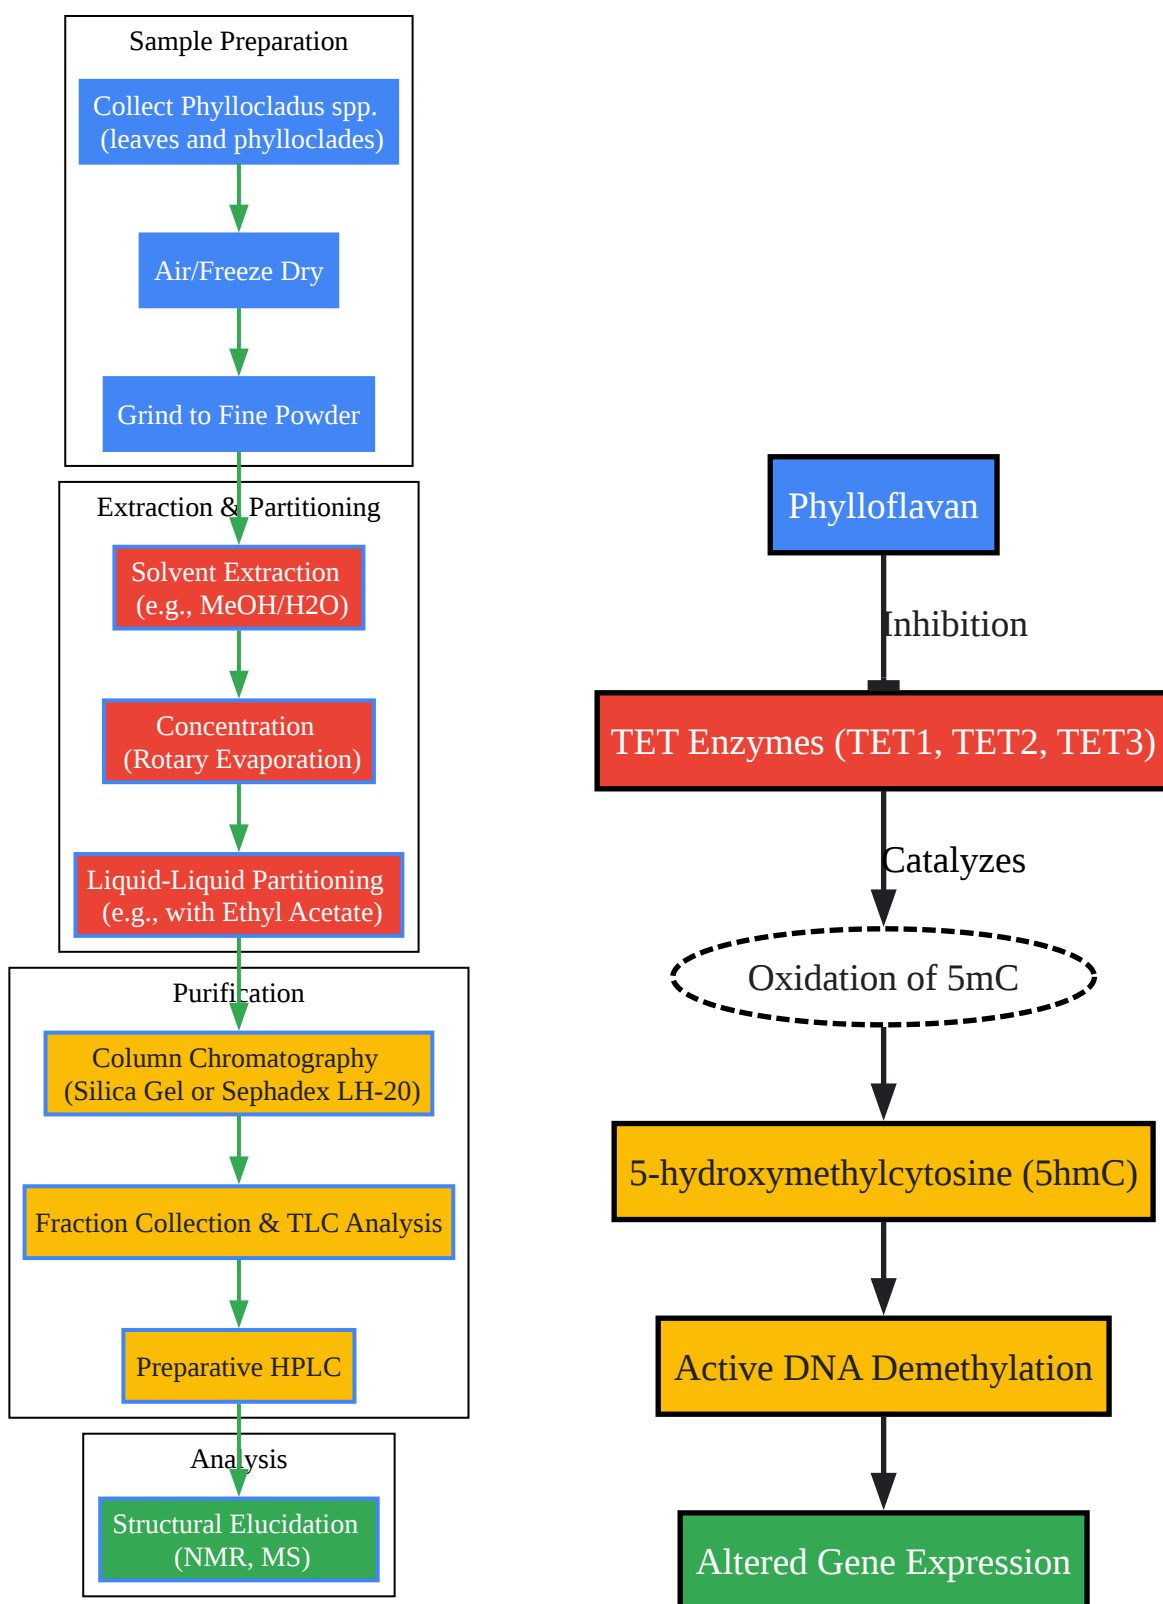 Sample Preparation
Collect Phyllocladus spp.
(leaves and phylloclades)
Air/Freeze Dry
Grind to Fine Powder
Extraction & Partitioning
Solvent Extraction
(e.g., MeOH/H2O)
Concentration
(Rotary Evaporation)
Liquid-Liquid Partitioning
(e.g., with Ethyl Acetate)
Purification
Column Chromatography
(Silica Gel or Sephadex LH-20)
Fraction Collection & TLC Analysis
Preparative HPLC
Analysis
Structural Elucidation
(NMR, MS)
Phylloflavan
Inhibition
TET Enzymes (TET1, TET2, TET3)
Catalyzes
Oxidation of 5mC
5-hydroxymethylcytosine (5hmC)
Active DNA Demethylation
Altered Gene Expression